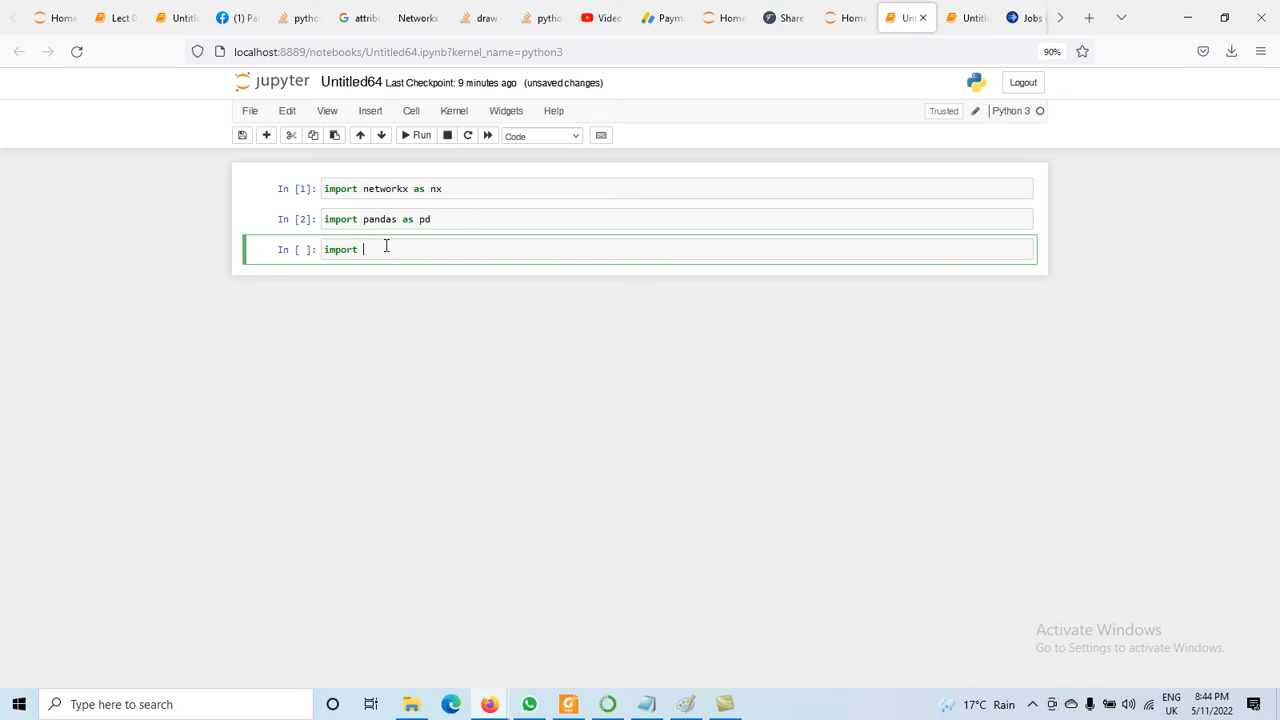 Home
Lect 0
Untitl
(1) Pal
pytho
attrib
Networkx
draw -
pytho
Video
Paym
Home
Share
Home
Un
Untitl
Jobs
localhost:8889/notebooks/Untitled64.ipynb?kernel_name=python3
90%
jupyter Untitled64 Last Checkpoint: 9 minutes ago (unsaved changes)
Logout
File Edit View Insert Cell Kernel Widgets Help
Trusted
Python 3
Run
Code
In [1]: import networkx as nx
In [2]: import pandas as pd
In [ ]: import
Activate Windows
Go to Settings to activate Windows.
Type here to search
17°C Rain
ENG
UK
8:44 PM
5/11/2022